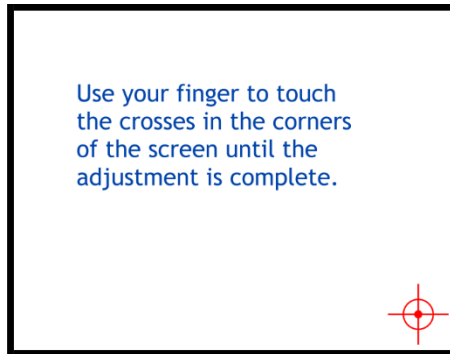 Use your finger to touch
the crosses in the corners
of the screen until the
adjustment is complete.